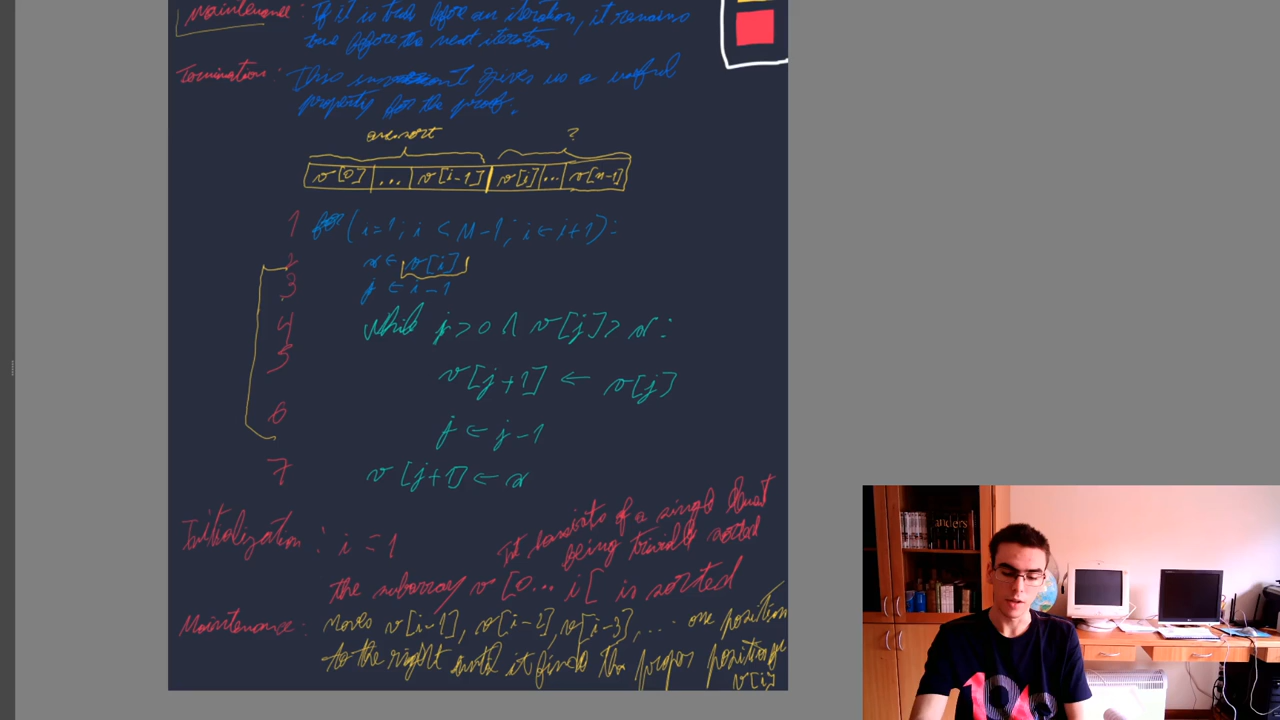 Maintenance: If it is true before an iteration, it remains
true before the next iteration
Termination: This gives us a useful
property for the proof.
sort ?
v[0] ... v[i-1] v[i] ... v[n-1]
1 for (i=1; i < n-1; i ← i+1):
2 x ← v[i]
3 j ← i-1
4 while j > 0 ∧ v[j] > x:
5 v[j+1] ← v[j]
6 j ← j-1
7 v[j+1] ← x
Initialization: i = 1
it consists of a single
being trivially sorted
the subarray v[0... i[ is sorted
Maintenance: moves v[i-1], v[i-2], v[i-3], ... one position
to the right until it finds the proper position
v[i]
anders